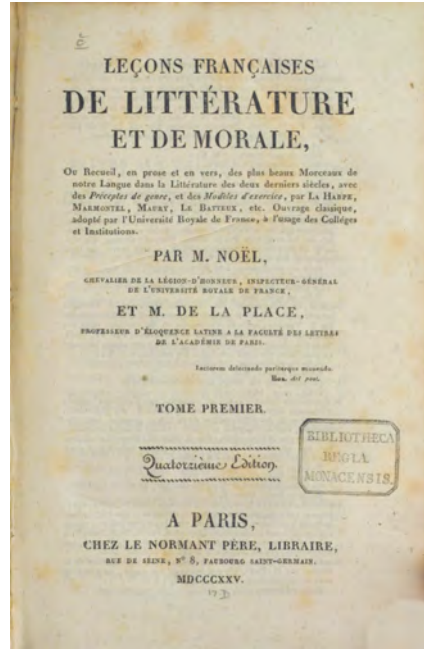 LEÇONS FRANÇAISES
DE LITTÉRATURE
ET DE MORALE,
Ou Recueil, en prose et en vers, des plus beaux Morceaux de
notre Langue dans la Littérature des deux derniers siècles, avec
des Préceptes de genre, et des Modèles d'exercice, par LA HARPE,
MARMONTEL, MAURY, LE BATTEUX, etc. Ouvrage classique,
adopté par l'Université Royale de France, à l'usage des Colléges
et Institutions.
PAR M. NOËL,
CHEVALIER DE LA LÉGION-D'HONNEUR, INSPECTEUR-GÉNÉRAL
DE L'UNIVERSITÉ ROYALE DE FRANCE,
ET M. DE LA PLACE,
PROFESSEUR D'ÉLOQUENCE LATINE A LA FACULTÉ DES LETTRES
DE L'ACADÉMIE DE PARIS.
Lectorem delectando pariterque monendo.
HOR. Art poet.
TOME PREMIER.
BIBLIOTHECA
REGIA
MONACENSIS.
Quatorzième Édition.
A PARIS,
CHEZ LE NORMANT PÈRE, LIBRAIRE,
RUE DE SEINE, N° 8, FAUBOURG SAINT-GERMAIN.
MDCCCXXV.